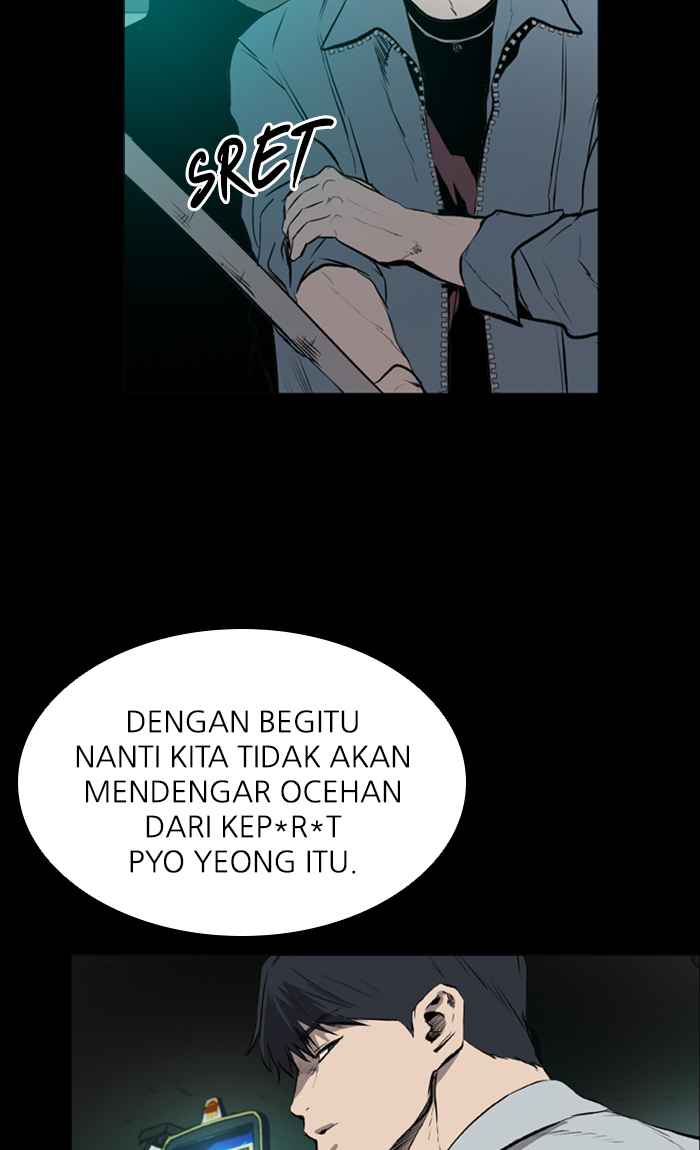 SRET
DENGAN BEGITU
NANTI KITA TIDAK AKAN
MENDENGAR OCEHAN
DARI KEP*R*T
PYO YEONG ITU.